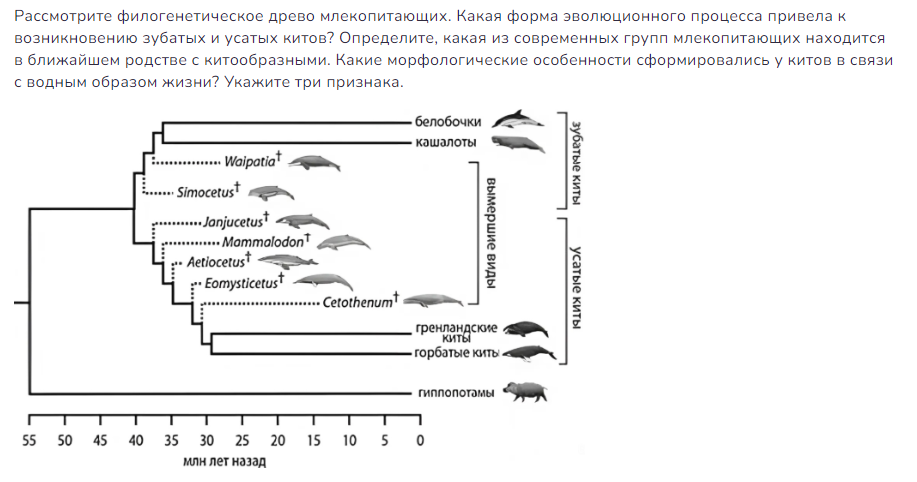 Рассмотрите филогенетическое древо млекопитающих. Какая форма эволюционного процесса привела к
возникновению зубатых и усатых китов? Определите, какая из современных групп млекопитающих находится
в ближайшем родстве с китообразными. Какие морфологические особенности сформировались у китов в связи
с водным образом жизни? Укажите три признака.
белобочки
кашалоты
зубатые киты
Waipatia†
Simocetus†
Janjucetus†
Mammalodon†
Aetiocetus†
Eomysticetus†
Cetothenum†
вымершие виды
усатые киты
гренландские
киты
горбатые киты
гиппопотамы
55 50 45 40 35 30 25 20 15 10 5 0
млн лет назад